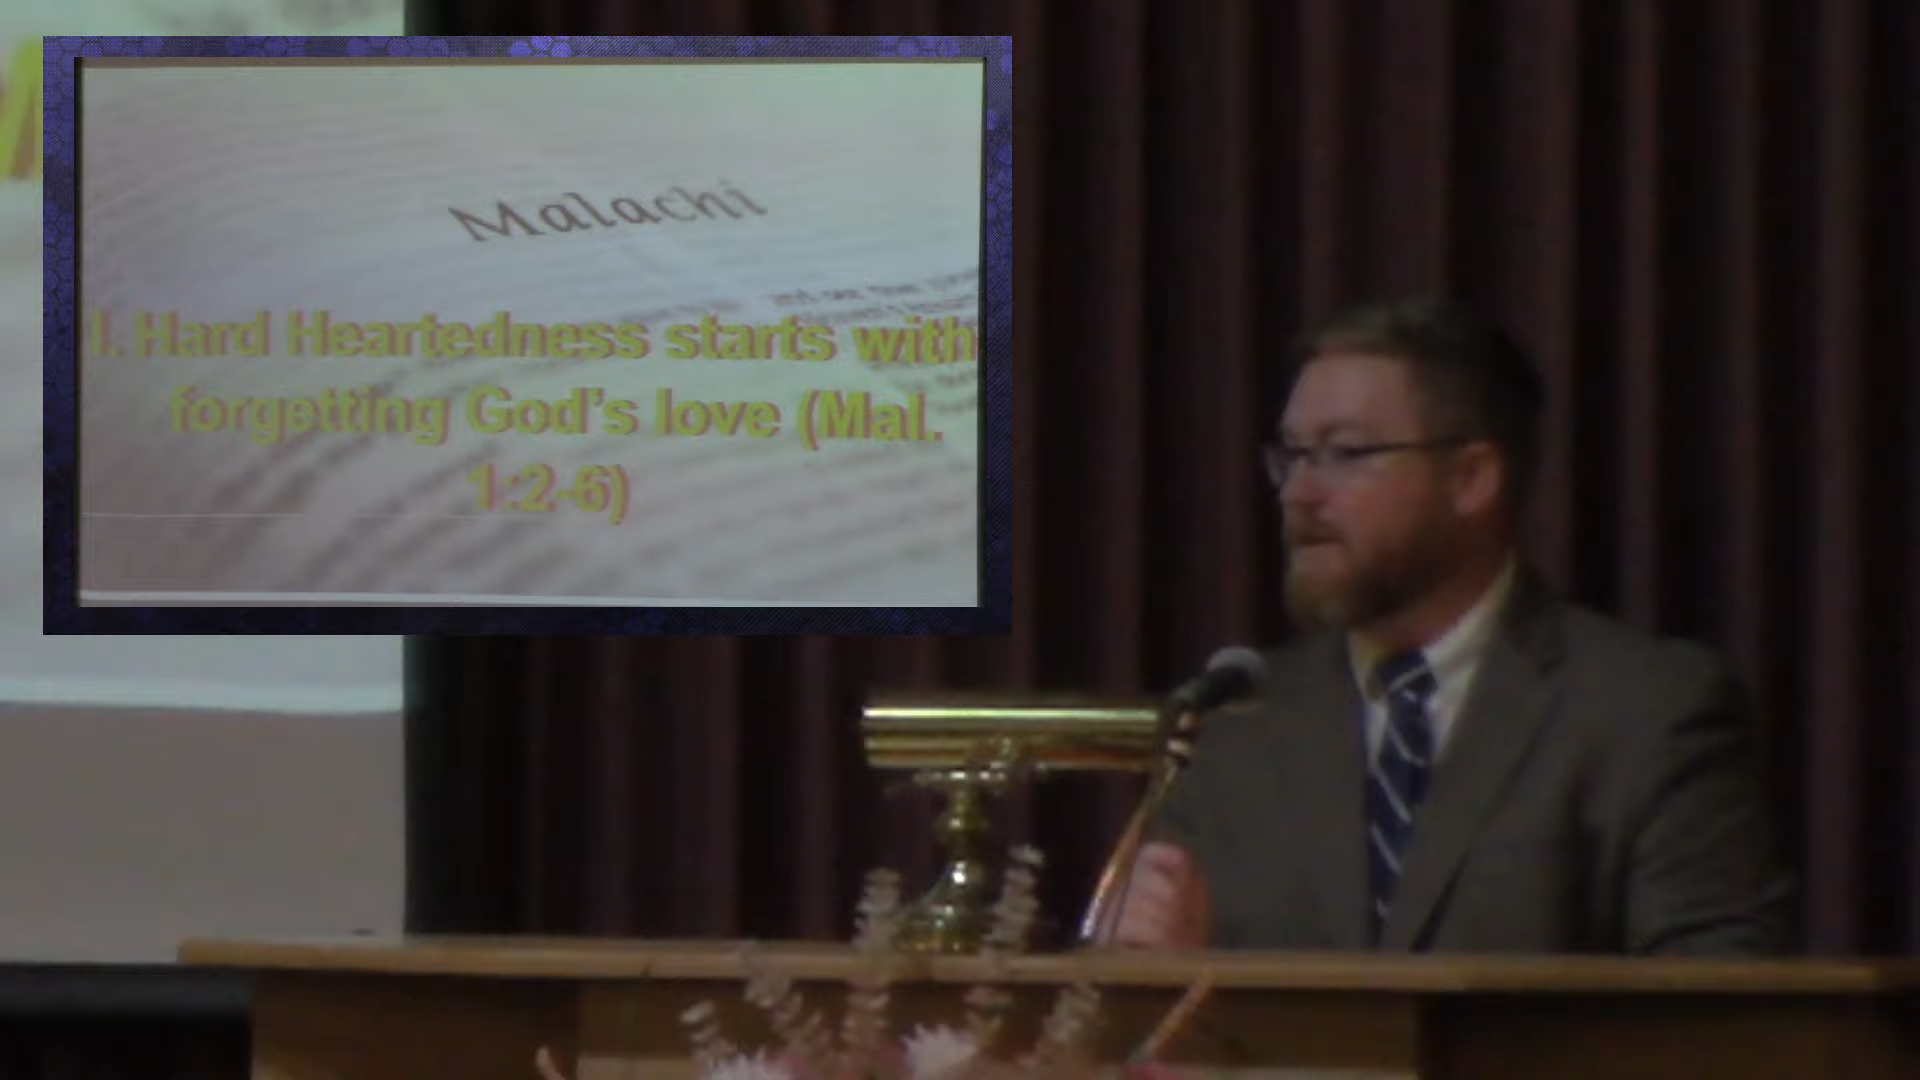 Malachi
I. Hard Heartedness starts with
forgetting God's love (Mal.
1:2-6)